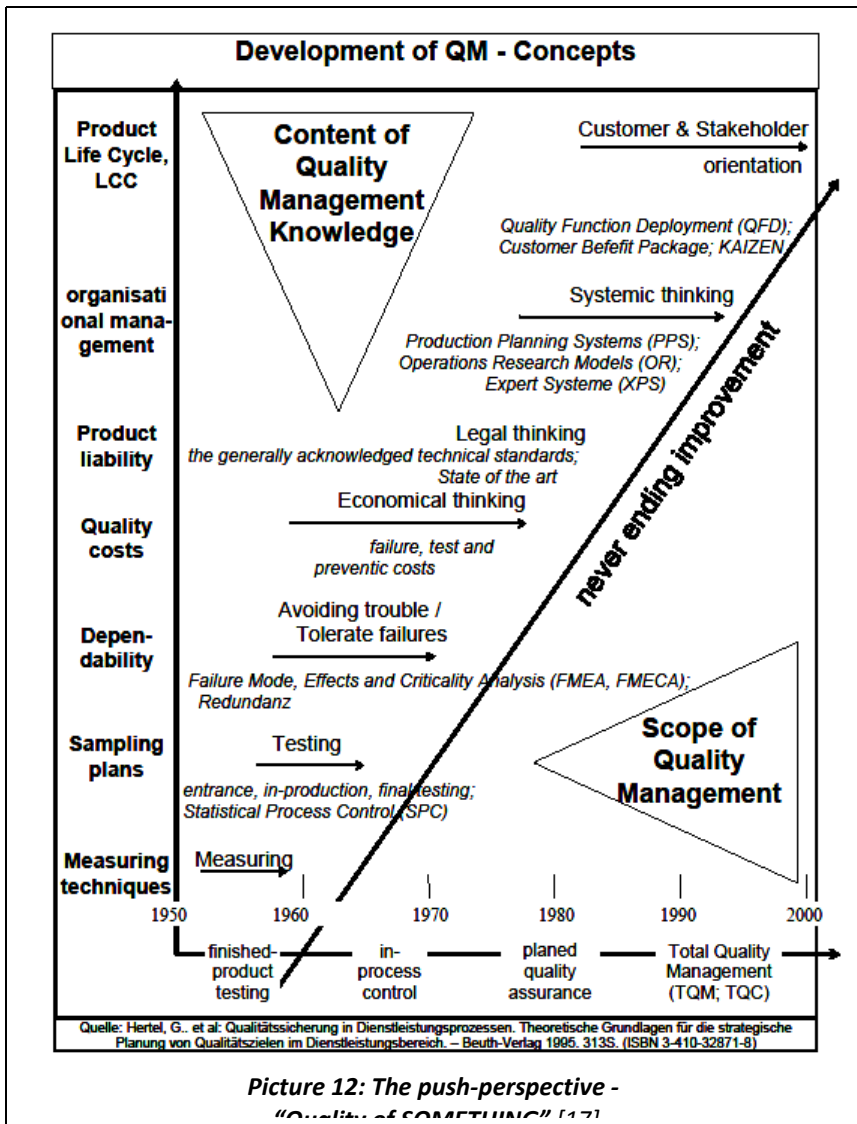 Development of QM - Concepts
Product
Life Cycle,
LCC
Content of
Quality
Management
Knowledge
Customer & Stakeholder
orientation
Quality Function Deployment (QFD);
Customer Befefit Package; KAIZEN
organisati
onal mana-
gement
Systemic thinking
Production Planning Systems (PPS);
Operations Research Models (OR);
Expert Systeme (XPS)
never ending improvement
Product
liability
Legal thinking
the generally acknowledged technical standards;
State of the art
Quality
costs
Economical thinking
failure, test and
preventic costs
Depen-
dability
Avoiding trouble /
Tolerate failures
Failure Mode, Effects and Criticality Analysis (FMEA, FMECA);
Redundanz
Sampling
plans
Testing
entrance, in-production, final testing;
Statistical Process Control (SPC)
Scope of
Quality
Management
Measuring
techniques
Measuring
1950 1960 1970 1980 1990 2000
finished-
product
testing
in-
process
control
planed
quality
assurance
Total Quality
Management
(TQM; TQC)
Quelle: Hertel, G.. et al: Qualitätssicherung in Dienstleistungsprozessen. Theoretische Grundlagen für die strategische
Planung von Qualitätszielen im Dienstleistungsbereich. – Beuth-Verlag 1995. 313S. (ISBN 3-410-32871-8)
Picture 12: The push-perspective -
“Quality of SOMETHING” [17]